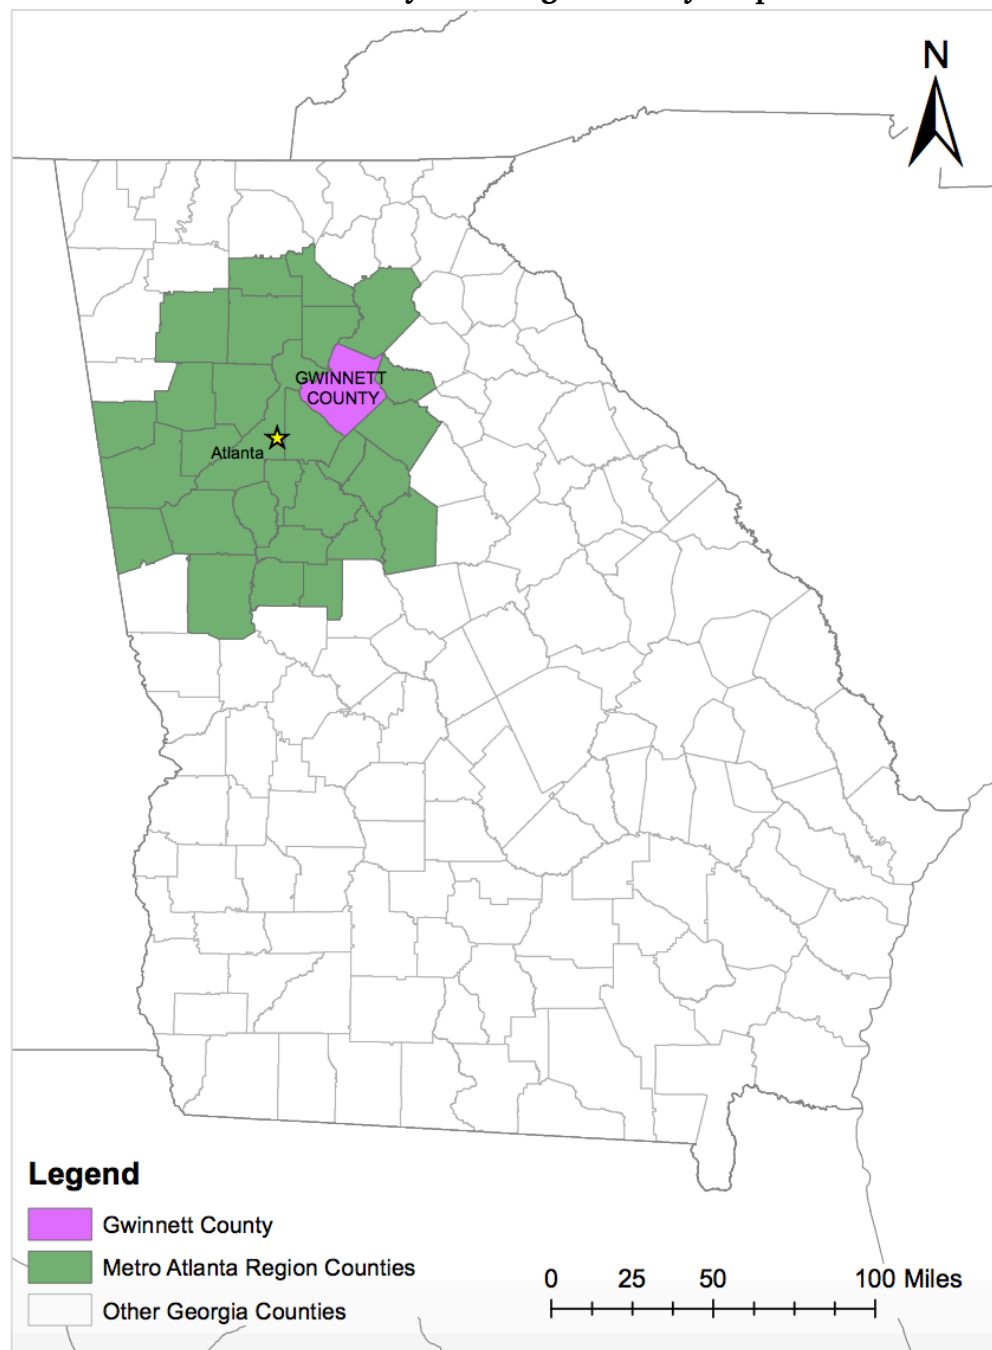 N
GWINNETT
COUNTY
Atlanta
Legend
Gwinnett County
Metro Atlanta Region Counties
Other Georgia Counties
0 25 50 100 Miles